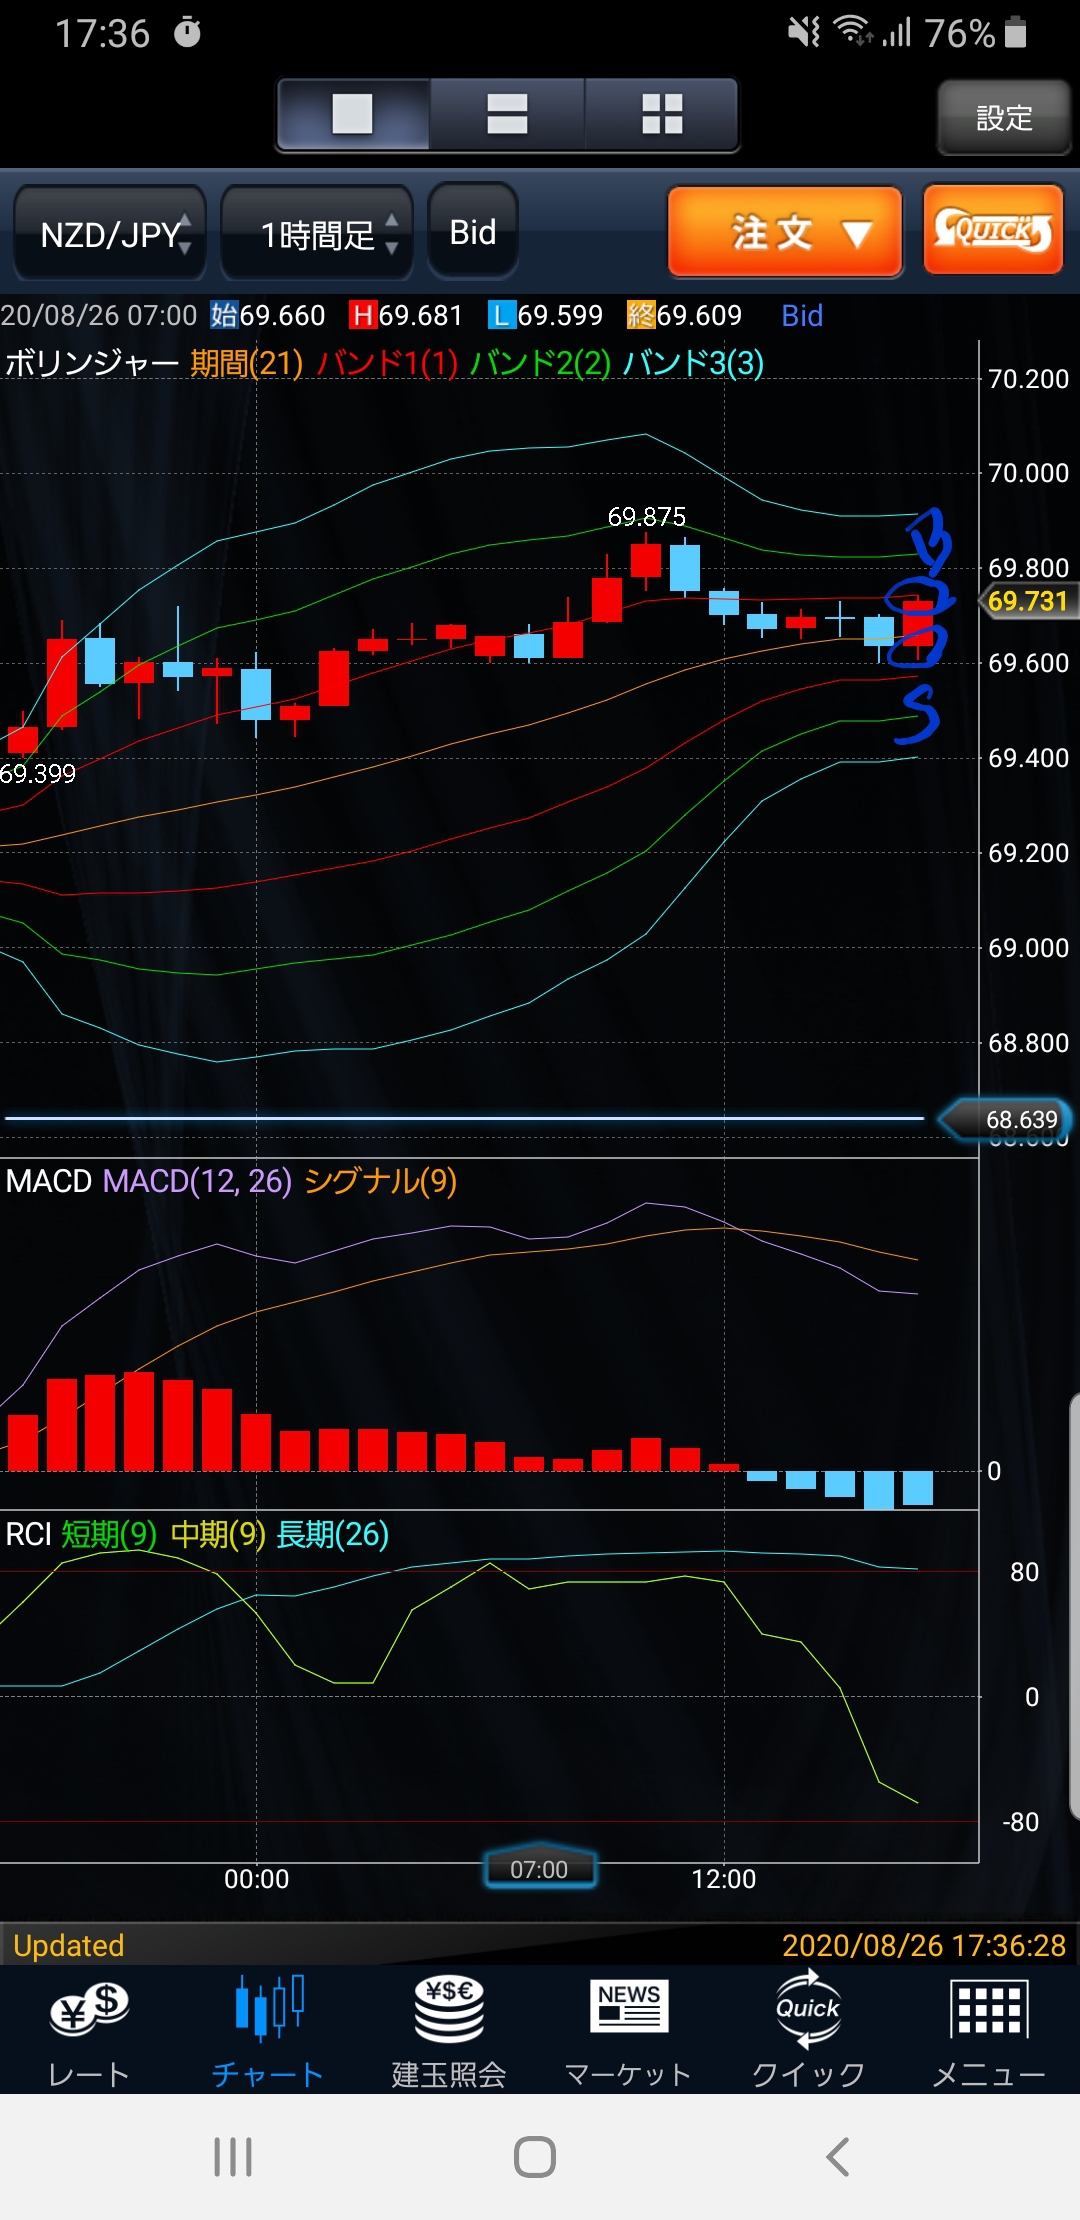 17:36 76%
設定
NZD/JPY 1時間足 Bid 注文 ▼ QUICK
20/08/26 07:00 始69.660 H69.681 L69.599 終69.609 Bid
ボリンジャー 期間(21) バンド1(1) バンド2(2) バンド3(3)
70.200
70.000
69.875
B
69.800
69.731
69.600
S
69.400
69.399
69.200
69.000
68.800
68.639
68.600
MACD MACD(12, 26) シグナル(9)
0
RCI 短期(9) 中期(9) 長期(26)
80
0
-80
00:00 07:00 12:00
Updated 2020/08/26 17:36:28
¥$ ¥$€ NEWS Quick
レート チャート 建玉照会 マーケット クイック メニュー